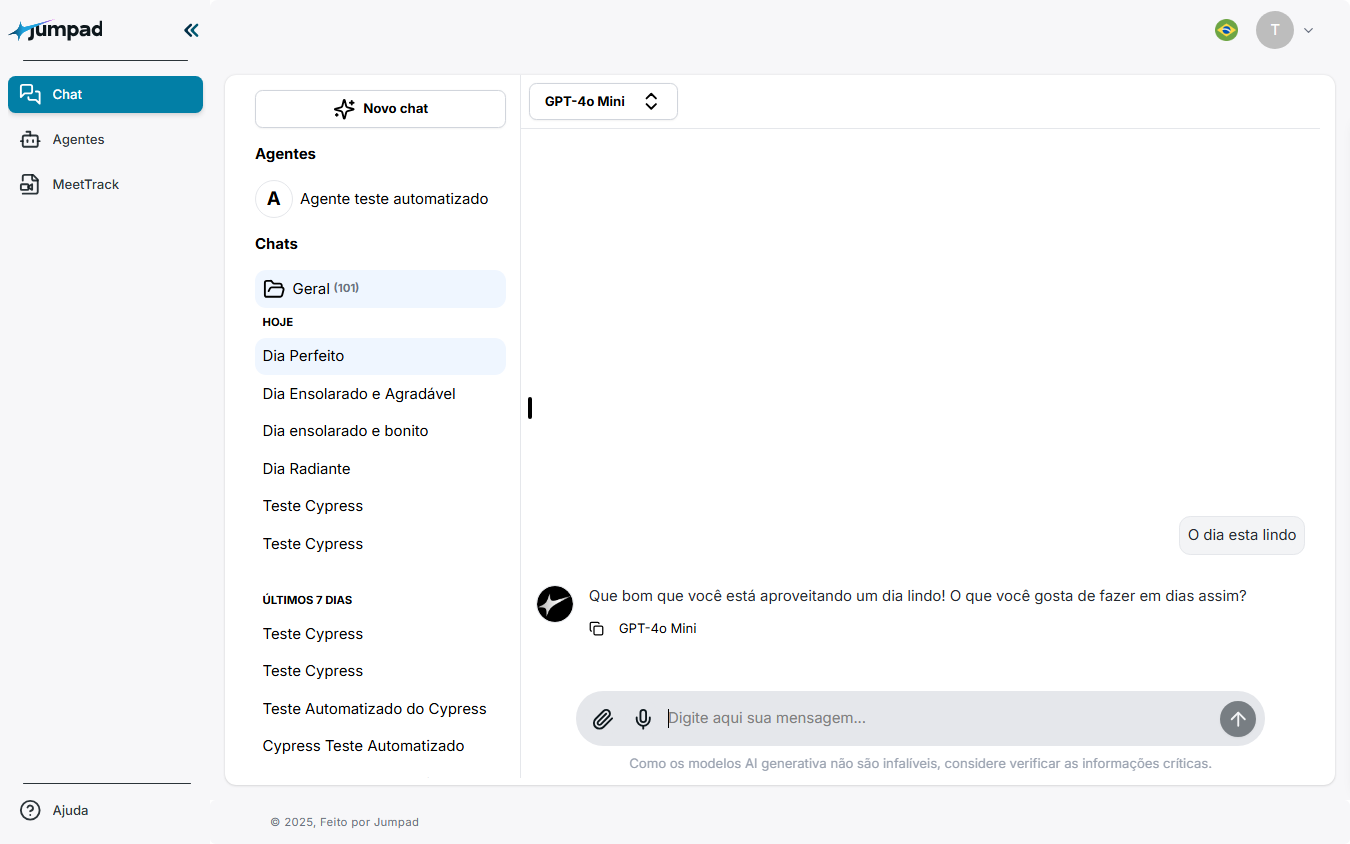 jumpad
Chat
Agentes
MeetTrack
Ajuda
T
Novo chat
Agentes
A
Agente teste automatizado
Chats
Geral (101)
HOJE
Dia Perfeito
Dia Ensolarado e Agradável
Dia ensolarado e bonito
Dia Radiante
Teste Cypress
Teste Cypress
ÚLTIMOS 7 DIAS
Teste Cypress
Teste Cypress
Teste Automatizado do Cypress
Cypress Teste Automatizado
GPT-4o Mini
O dia esta lindo
Que bom que você está aproveitando um dia lindo! O que você gosta de fazer em dias assim?
GPT-4o Mini
Digite aqui sua mensagem...
Como os modelos AI generativa não são infalíveis, considere verificar as informações críticas.
© 2025, Feito por Jumpad